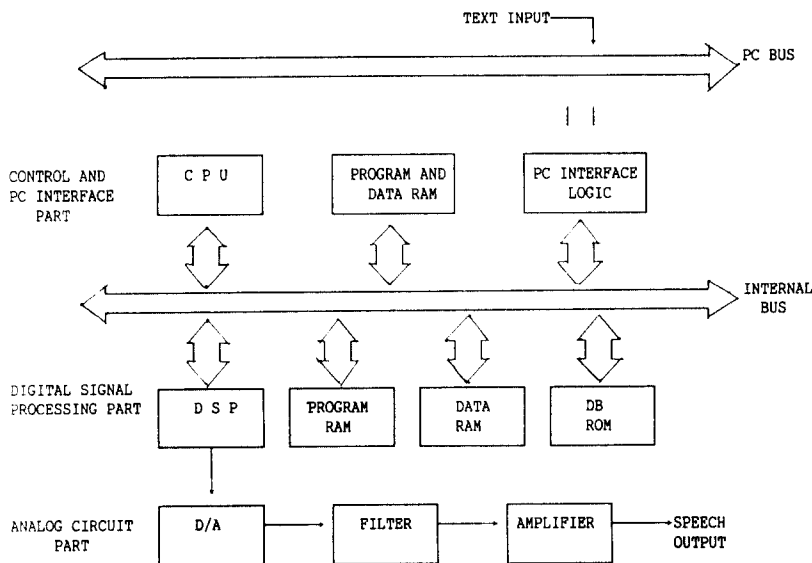 TEXT INPUT
PC BUS
CONTROL AND
PC INTERFACE
PART
C P U
PROGRAM AND
DATA RAM
PC INTERFACE
LOGIC
INTERNAL
BUS
DIGITAL SIGNAL
PROCESSING PART
D S P
PROGRAM
RAM
DATA
RAM
DB
ROM
ANALOG CIRCUIT
PART
D/A
FILTER
AMPLIFIER
SPEECH
OUTPUT